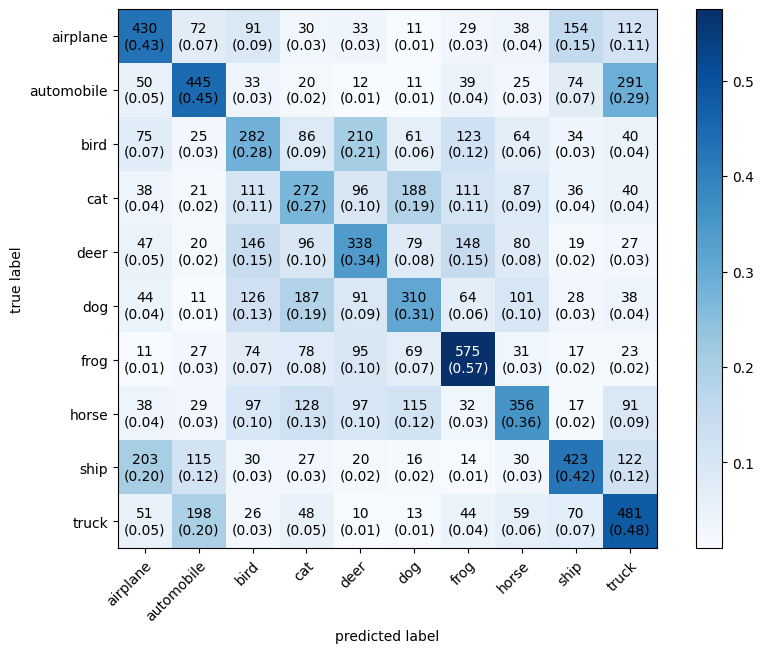 airplane 430 72 91 30 33 11 29 38 154 112
(0.43) (0.07) (0.09) (0.03) (0.03) (0.01) (0.03) (0.04) (0.15) (0.11)
automobile 50 445 33 20 12 11 39 25 74 291
(0.05) (0.45) (0.03) (0.02) (0.01) (0.01) (0.04) (0.03) (0.07) (0.29)
bird 75 25 282 86 210 61 123 64 34 40
(0.07) (0.03) (0.28) (0.09) (0.21) (0.06) (0.12) (0.06) (0.03) (0.04)
cat 38 21 111 272 96 188 111 87 36 40
(0.04) (0.02) (0.11) (0.27) (0.10) (0.19) (0.11) (0.09) (0.04) (0.04)
deer 47 20 146 96 338 79 148 80 19 27
(0.05) (0.02) (0.15) (0.10) (0.34) (0.08) (0.15) (0.08) (0.02) (0.03)
dog 44 11 126 187 91 310 64 101 28 38
(0.04) (0.01) (0.13) (0.19) (0.09) (0.31) (0.06) (0.10) (0.03) (0.04)
frog 11 27 74 78 95 69 575 31 17 23
(0.01) (0.03) (0.07) (0.08) (0.10) (0.07) (0.57) (0.03) (0.02) (0.02)
horse 38 29 97 128 97 115 32 356 17 91
(0.04) (0.03) (0.10) (0.13) (0.10) (0.12) (0.03) (0.36) (0.02) (0.09)
ship 203 115 30 27 20 16 14 30 423 122
(0.20) (0.12) (0.03) (0.03) (0.02) (0.02) (0.01) (0.03) (0.42) (0.12)
truck 51 198 26 48 10 13 44 59 70 481
(0.05) (0.20) (0.03) (0.05) (0.01) (0.01) (0.04) (0.06) (0.07) (0.48)
airplane automobile bird cat deer dog frog horse ship truck
predicted label
true label
0.5
0.4
0.3
0.2
0.1